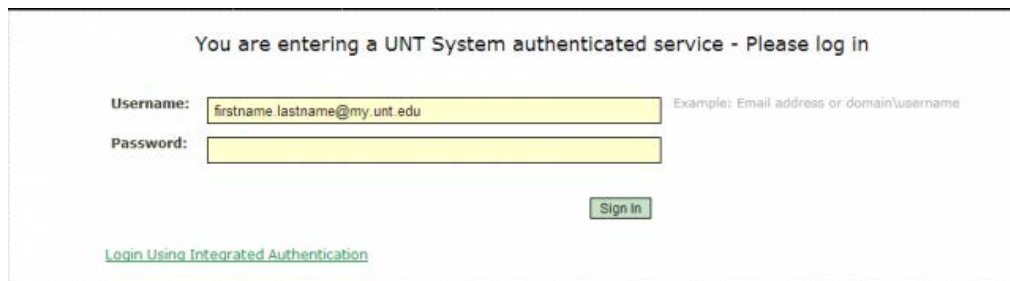 You are entering a UNT System authenticated service - Please log in
Username: firstname.lastname@my.unt.edu Example: Email address or domain\username
Password:
Sign In
Login Using Integrated Authentication